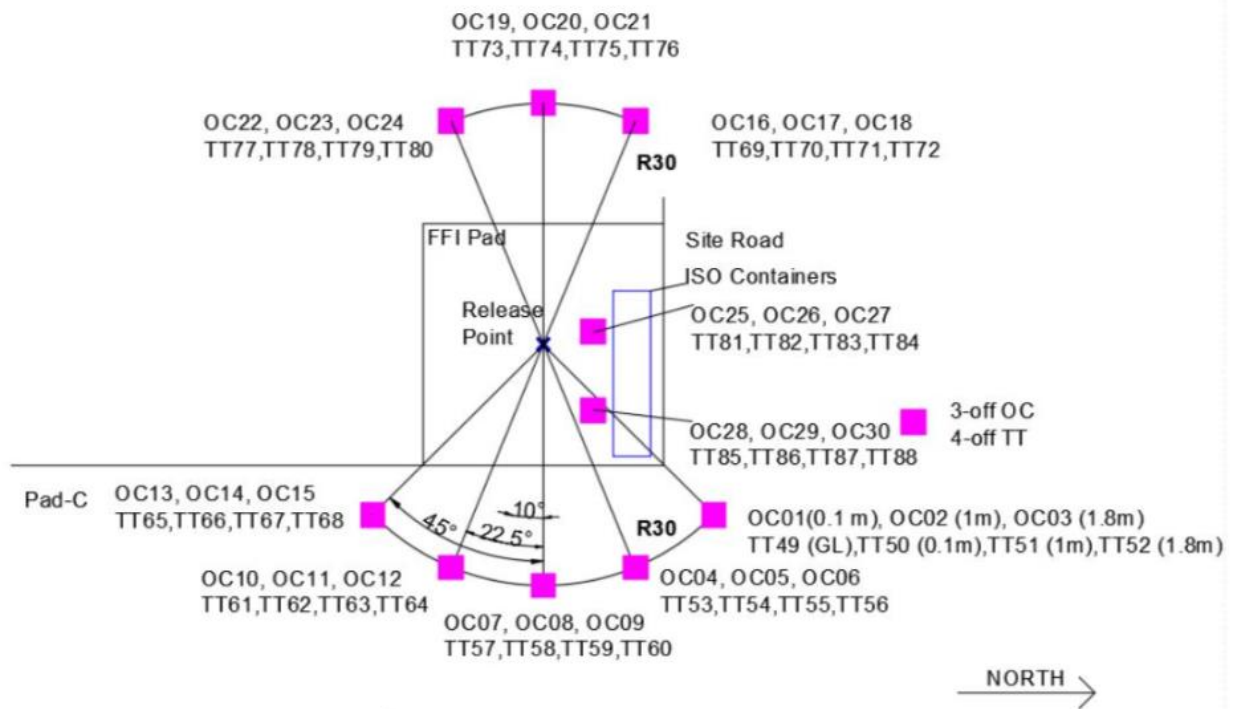 OC19, OC20, OC21
TT73,TT74,TT75,TT76
OC22, OC23, OC24
TT77,TT78,TT79,TT80
OC16, OC17, OC18
TT69,TT70,TT71,TT72
R30
FFI Pad
Site Road
ISO Containers
Release
Point
OC25, OC26, OC27
TT81,TT82,TT83,TT84
OC28, OC29, OC30
TT85,TT86,TT87,TT88
3-off OC
4-off TT
Pad-C
OC13, OC14, OC15
TT65,TT66,TT67,TT68
10°
45°
22.5°
R30
OC01(0.1 m), OC02 (1m), OC03 (1.8m)
TT49 (GL),TT50 (0.1m),TT51 (1m),TT52 (1.8m)
OC10, OC11, OC12
TT61,TT62,TT63,TT64
OC04, OC05, OC06
TT53,TT54,TT55,TT56
OC07, OC08, OC09
TT57,TT58,TT59,TT60
NORTH